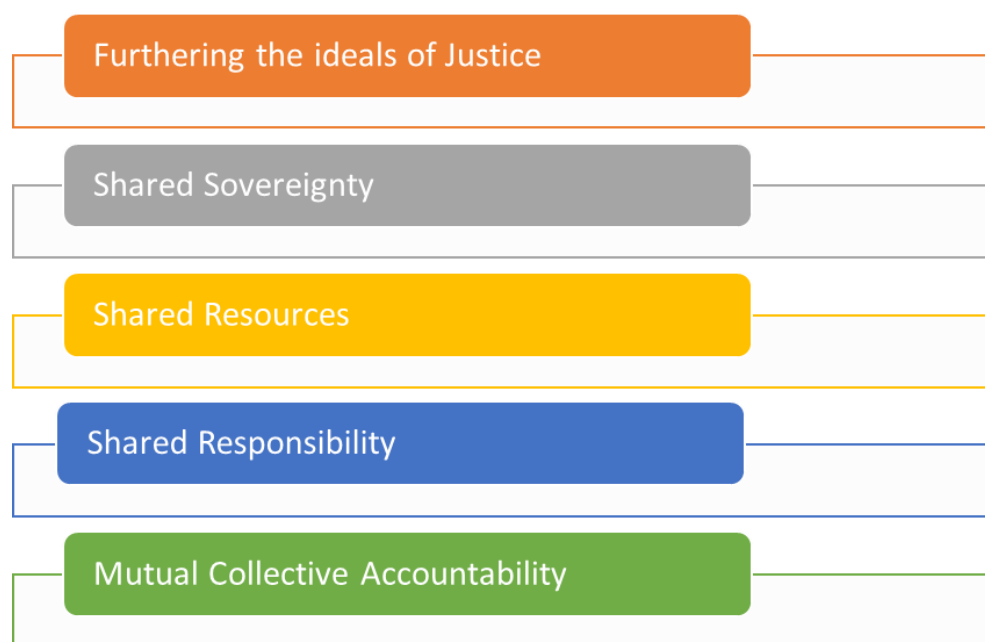 Furthering the ideals of Justice
Shared Sovereignty
Shared Resources
Shared Responsibility
Mutual Collective Accountability